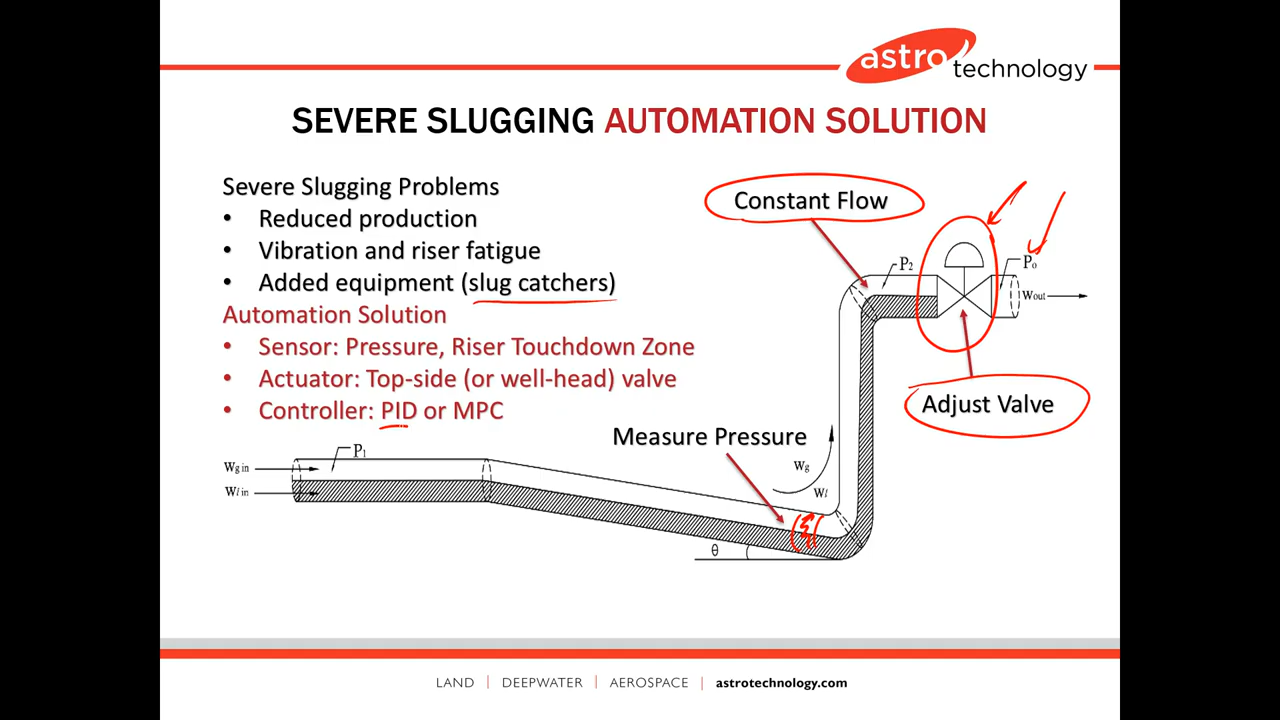 astro technology
SEVERE SLUGGING AUTOMATION SOLUTION
Severe Slugging Problems
• Reduced production
• Vibration and riser fatigue
• Added equipment (slug catchers)
Automation Solution
• Sensor: Pressure, Riser Touchdown Zone
• Actuator: Top-side (or well-head) valve
• Controller: PID or MPC
Constant Flow
P2
Po
Wout
Adjust Valve
Measure Pressure
P1
Wg in
Wl in
Wg
Wl
θ
LAND | DEEPWATER | AEROSPACE | astrotechnology.com